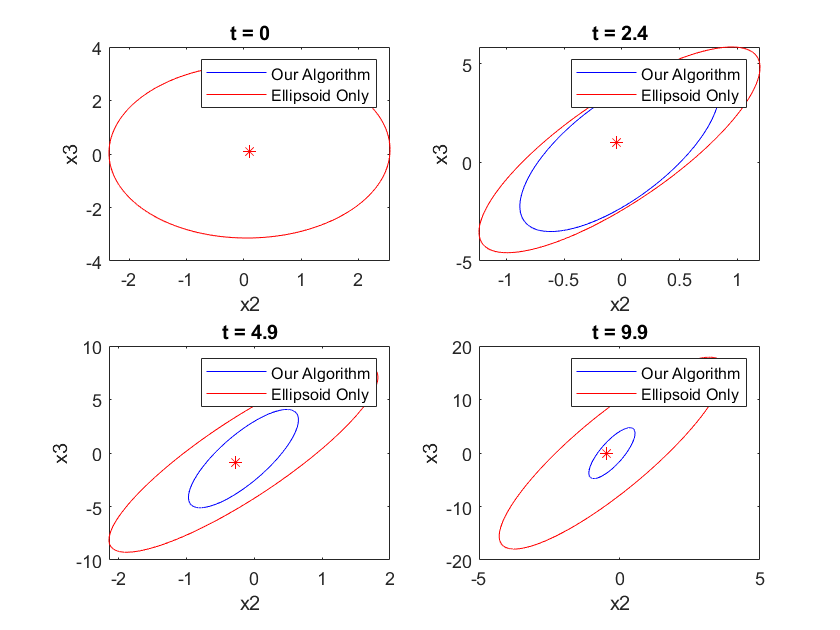 t = 0
4
2
0
-2
-4
x3
-2
-1
0
1
2
x2
Our Algorithm
Ellipsoid Only
t = 2.4
5
0
-5
x3
-1
-0.5
0
0.5
1
x2
Our Algorithm
Ellipsoid Only
t = 4.9
10
5
0
-5
-10
x3
-2
-1
0
1
2
x2
Our Algorithm
Ellipsoid Only
t = 9.9
20
10
0
-10
-20
x3
-5
0
5
x2
Our Algorithm
Ellipsoid Only